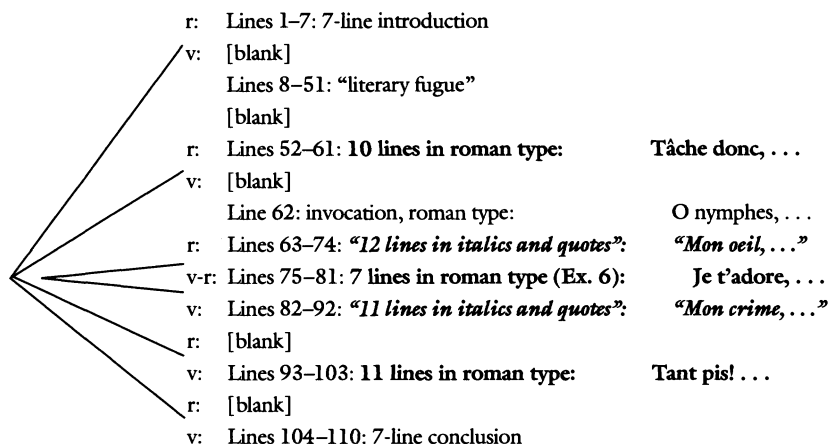 r: Lines 1–7: 7-line introduction
v: [blank]
Lines 8–51: “literary fugue”
[blank]
r: Lines 52–61: 10 lines in roman type: Tâche donc, . . .
v: [blank]
Line 62: invocation, roman type: O nymphes, . . .
r: Lines 63–74: “12 lines in italics and quotes”: “Mon oeil, . . .”
v-r: Lines 75–81: 7 lines in roman type (Ex. 6): Je t’adore, . . .
v: Lines 82–92: “11 lines in italics and quotes”: “Mon crime, . . .”
r: [blank]
v: Lines 93–103: 11 lines in roman type: Tant pis! . . .
r: [blank]
v: Lines 104–110: 7-line conclusion